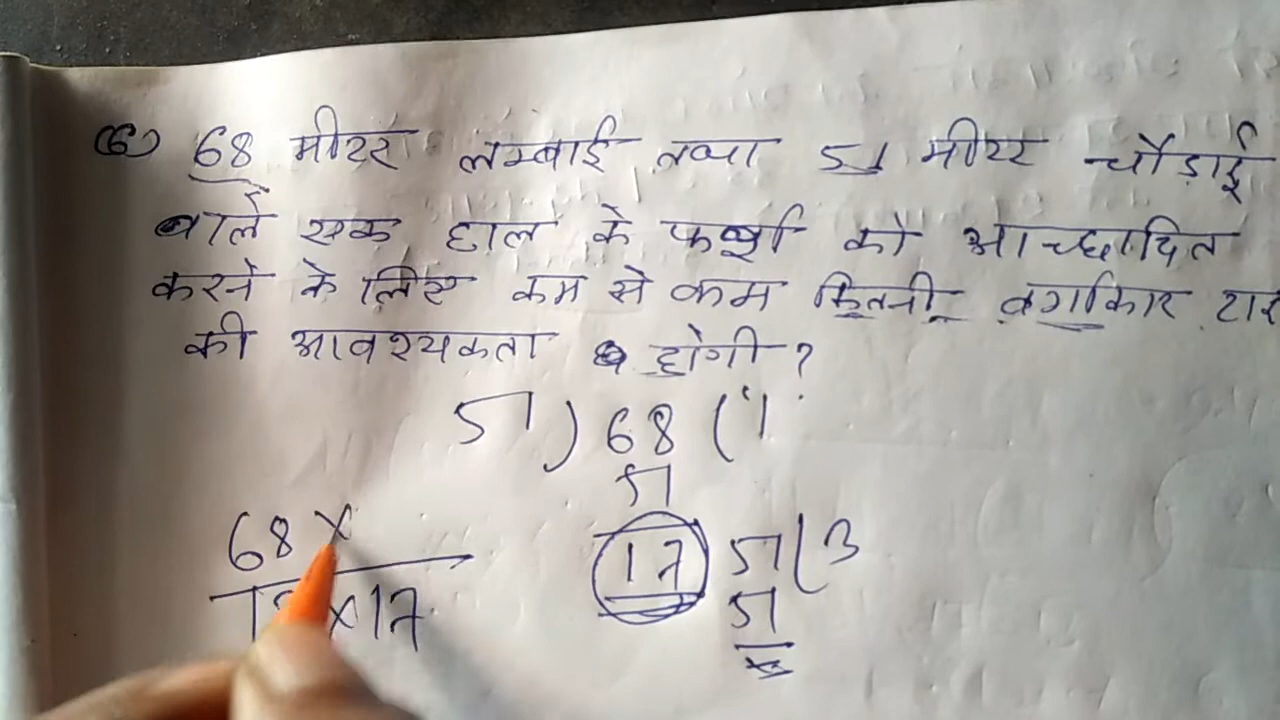 (6) 68 मीटर लम्बाई तथा 51 मीटर चौड़ाई
वाले एक हाल के फर्श को आच्छादित
करने के लिए कम से कम कितनी वर्गाकार
की आवश्यकता होगी?
51 ) 68 ( 1
51
17 51 ( 3
51
68 ×
× 17